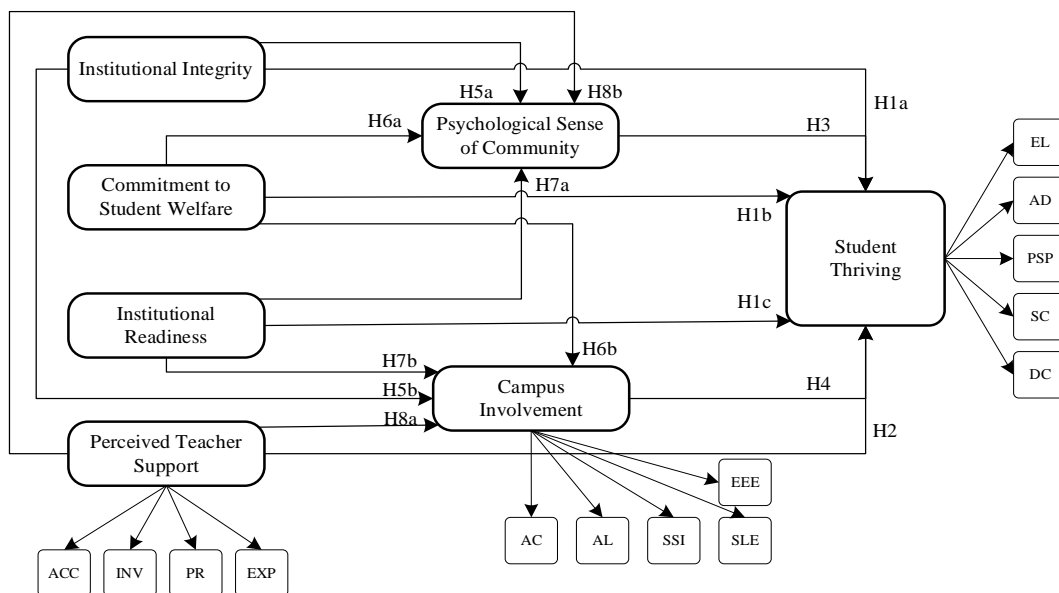 Institutional Integrity
H5a
H8b
H1a
H6a
Psychological Sense
of Community
H3
EL
Commitment to
Student Welfare
H7a
H1b
AD
Student
Thriving
PSP
Institutional
Readiness
H1c
SC
H7b
H6b
H5b
Campus
Involvement
H4
DC
H8a
Perceived Teacher
Support
H2
EEE
AC
AL
SSI
SLE
ACC
INV
PR
EXP